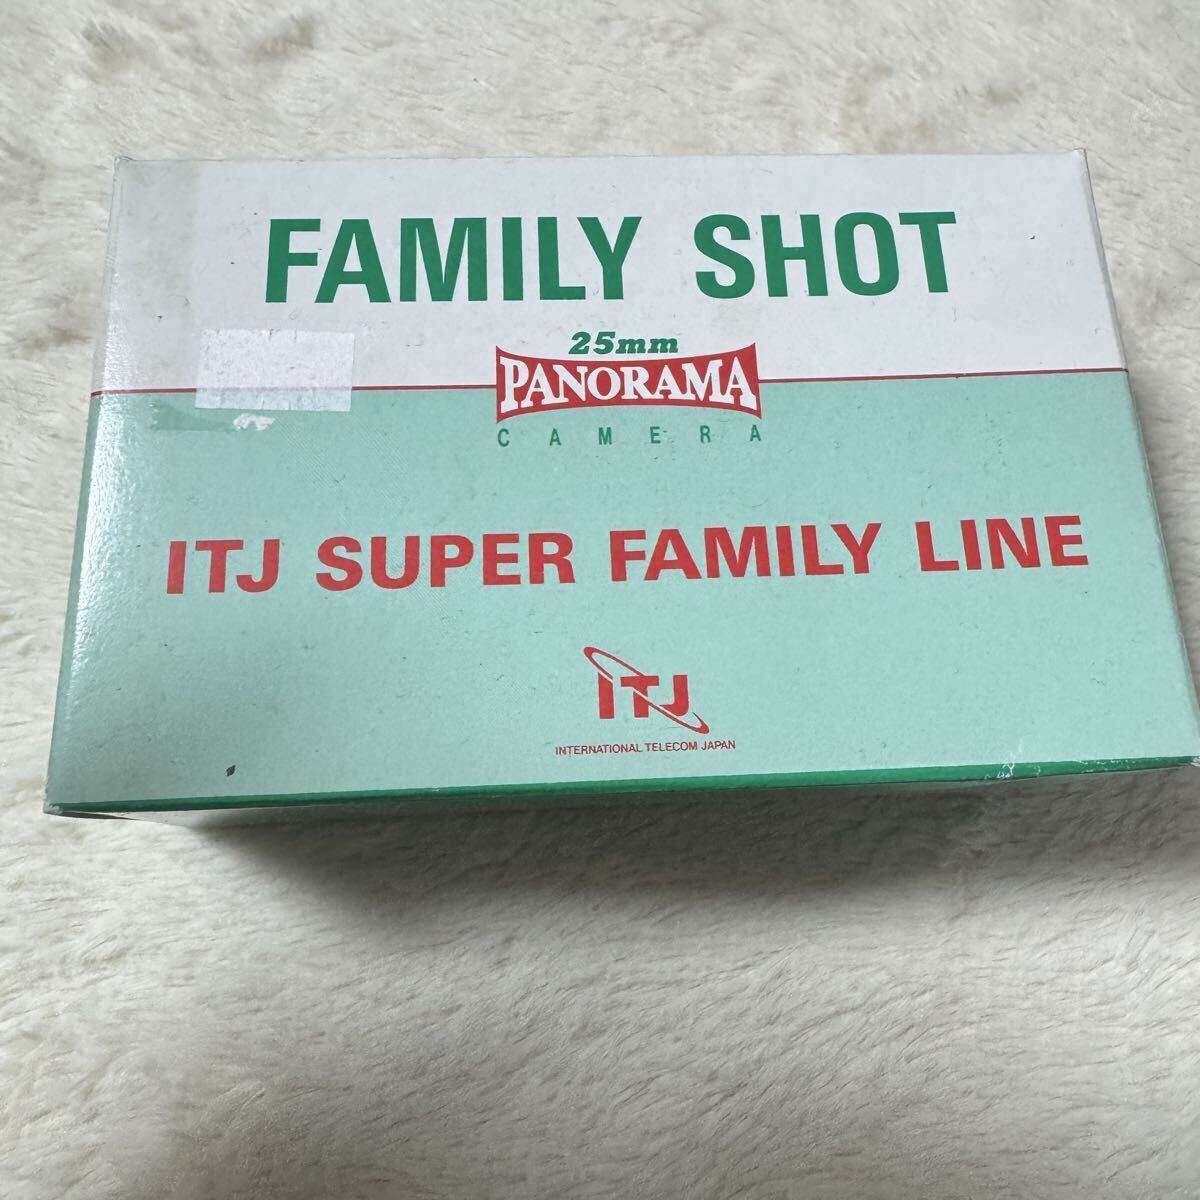 FAMILY SHOT
25mm
PANORAMA
CAMERA
ITJ SUPER FAMILY LINE
ITJ
INTERNATIONAL TELECOM JAPAN